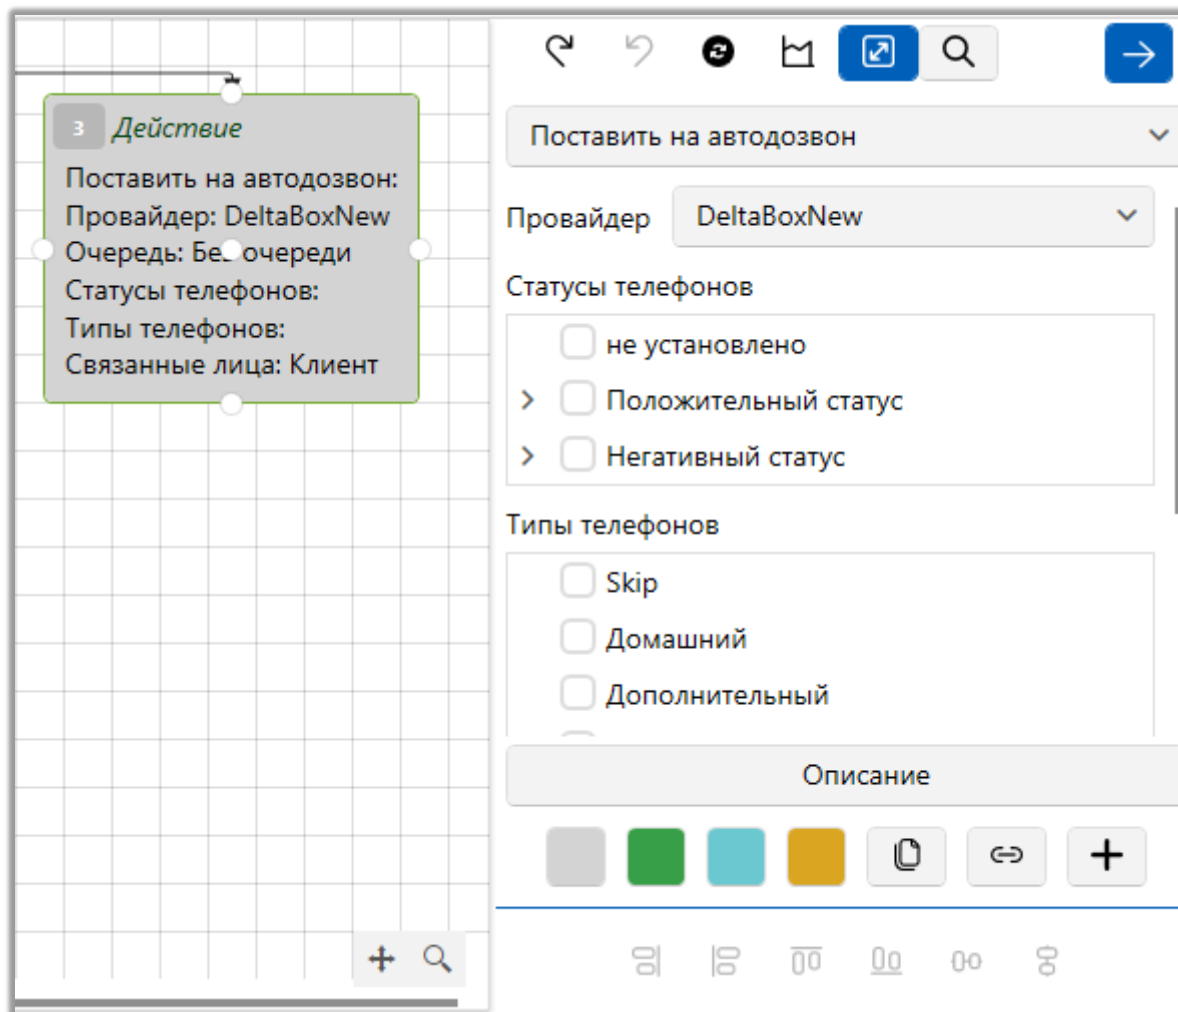 3 Действие
Поставить на автодозвон:
Провайдер: DeltaBoxNew
Очередь: Без очереди
Статусы телефонов:
Типы телефонов:
Связанные лица: Клиент
Поставить на автодозвон
Провайдер DeltaBoxNew
Статусы телефонов
не установлено
Положительный статус
Негативный статус
Типы телефонов
Skip
Домашний
Дополнительный
Описание